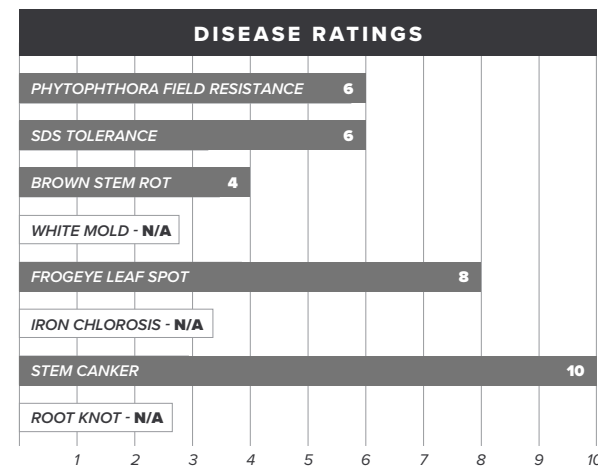 DISEASE RATINGS
PHYTOPHTHORA FIELD RESISTANCE 6
SDS TOLERANCE 6
BROWN STEM ROT 4
WHITE MOLD - N/A
FROGEYE LEAF SPOT 8
IRON CHLOROSIS - N/A
STEM CANKER 10
ROOT KNOT - N/A
1 2 3 4 5 6 7 8 9 10